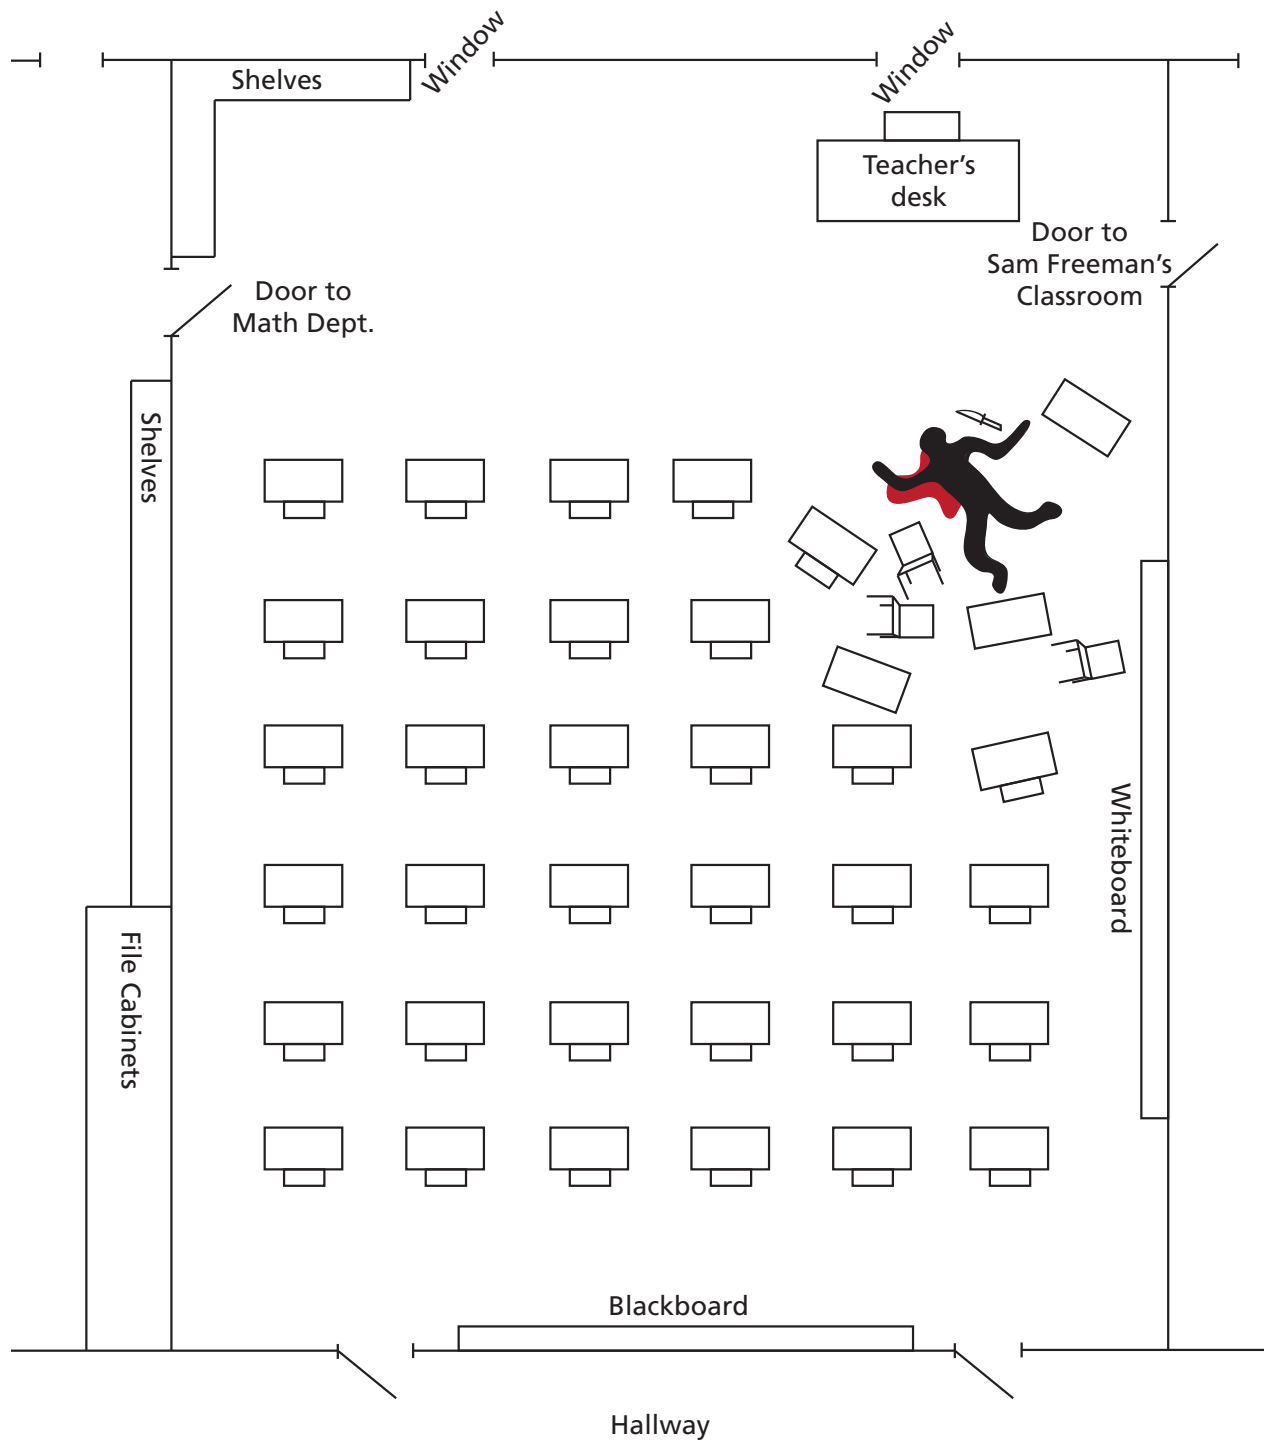 Window
Window
Shelves
Teacher's
desk
Door to
Sam Freeman's
Classroom
Door to
Math Dept.
Shelves
Whiteboard
File Cabinets
Blackboard
Hallway